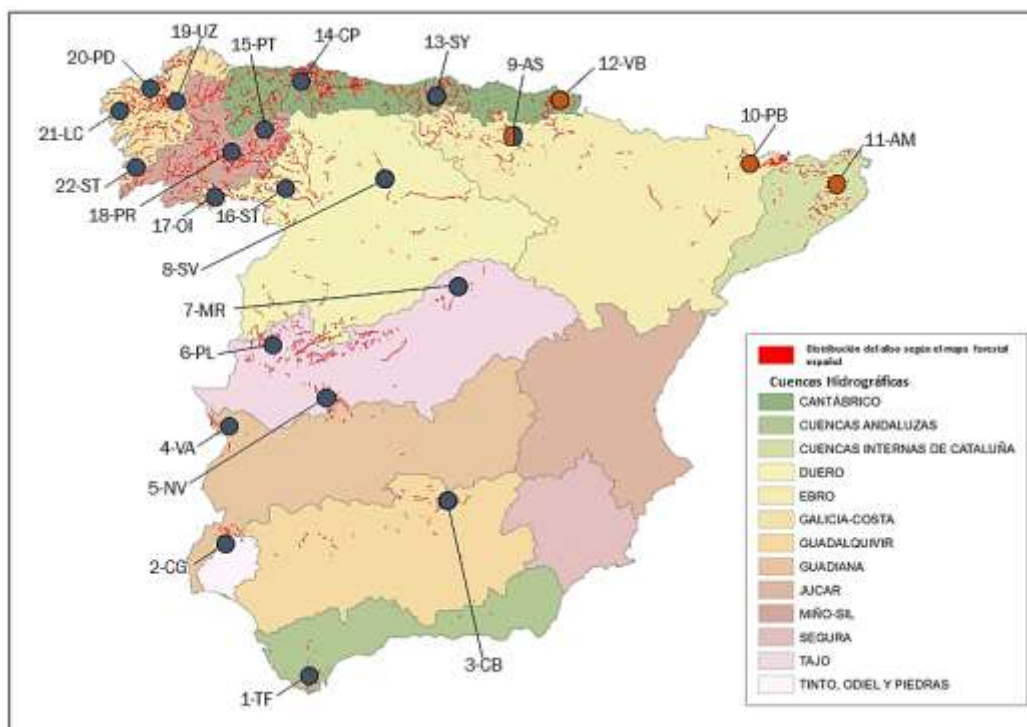 19-UZ
14-CP
15-PT
13-SY
20-PD
9-AS
12-VB
21-LC
10-PB
11-AM
22-ST
18-PR
17-OI
16-ST
8-SV
7-MR
6-PL
4-VA
5-NV
2-CG
3-CB
1-TF
Distribución del aliso según el mapa forestal
español
Cuencas Hidrográficas
CANTÁBRICO
CUENCAS ANDALUZAS
CUENCAS INTERNAS DE CATALUÑA
DUERO
EBRO
GALICIA-COSTA
GUADALQUIVIR
GUADIANA
JUCAR
MIÑO-SIL
SEGURA
TAJO
TINTO, ODIEL Y PIEDRAS